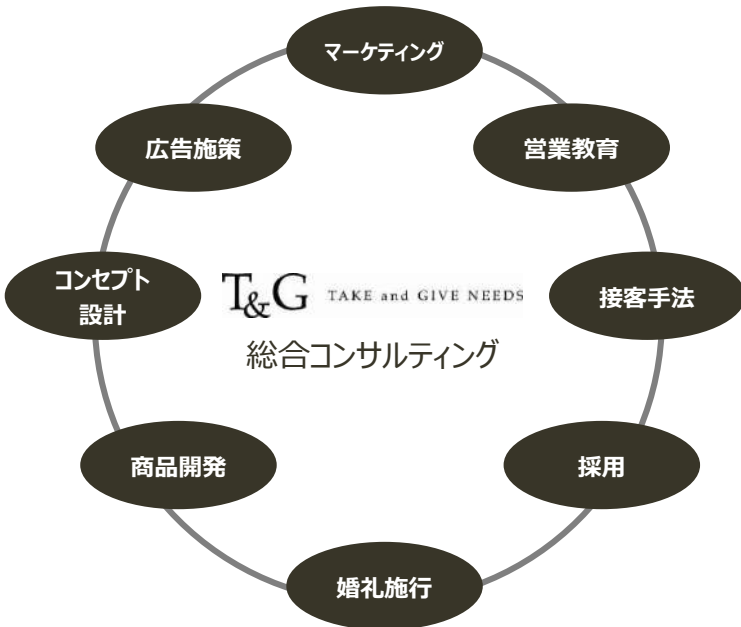 マーケティング
広告施策
営業教育
コンセプト
設計
T&G TAKE and GIVE NEEDS
接客手法
総合コンサルティング
商品開発
採用
婚礼施行